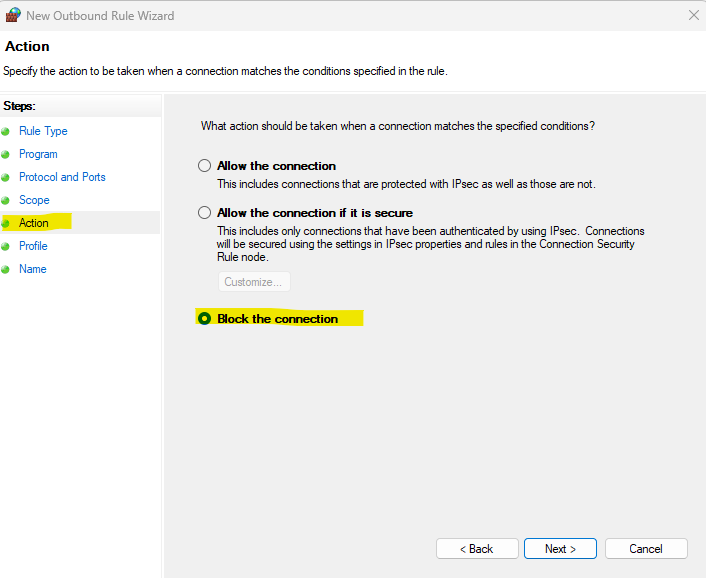 New Outbound Rule Wizard
Action
Specify the action to be taken when a connection matches the conditions specified in the rule.
Steps:
Rule Type
Program
Protocol and Ports
Scope
Action
Profile
Name
What action should be taken when a connection matches the specified conditions?
Allow the connection
This includes connections that are protected with IPsec as well as those are not.
Allow the connection if it is secure
This includes only connections that have been authenticated by using IPsec. Connections
will be secured using the settings in IPsec properties and rules in the Connection Security
Rule node.
Customize...
Block the connection
< Back
Next >
Cancel